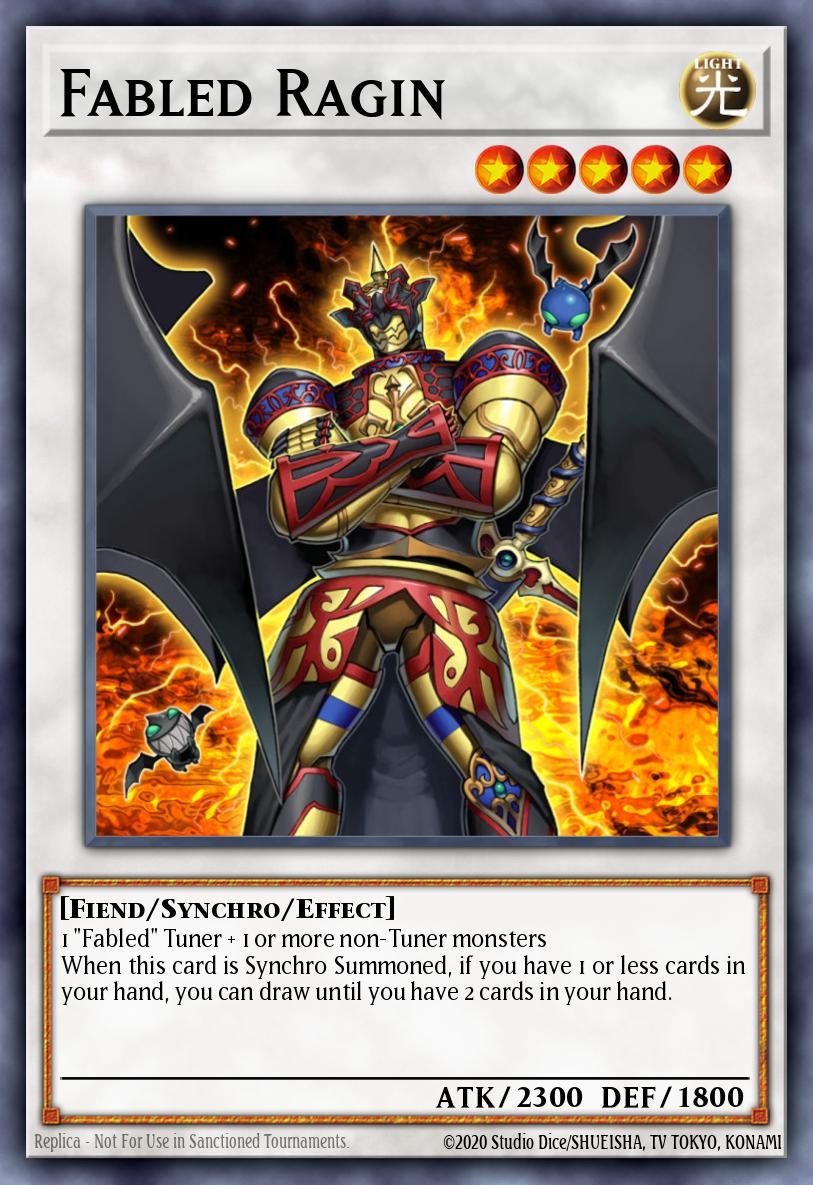 Fabled Ragin
LIGHT
光
[Fiend/Synchro/Effect]
1 "Fabled" Tuner + 1 or more non-Tuner monsters
When this card is Synchro Summoned, if you have 1 or less cards in
your hand, you can draw until you have 2 cards in your hand.
ATK/2300 DEF/1800
Replica - Not For Use in Sanctioned Tournaments.
©2020 Studio Dice/SHUEISHA, TV TOKYO, KONAMI